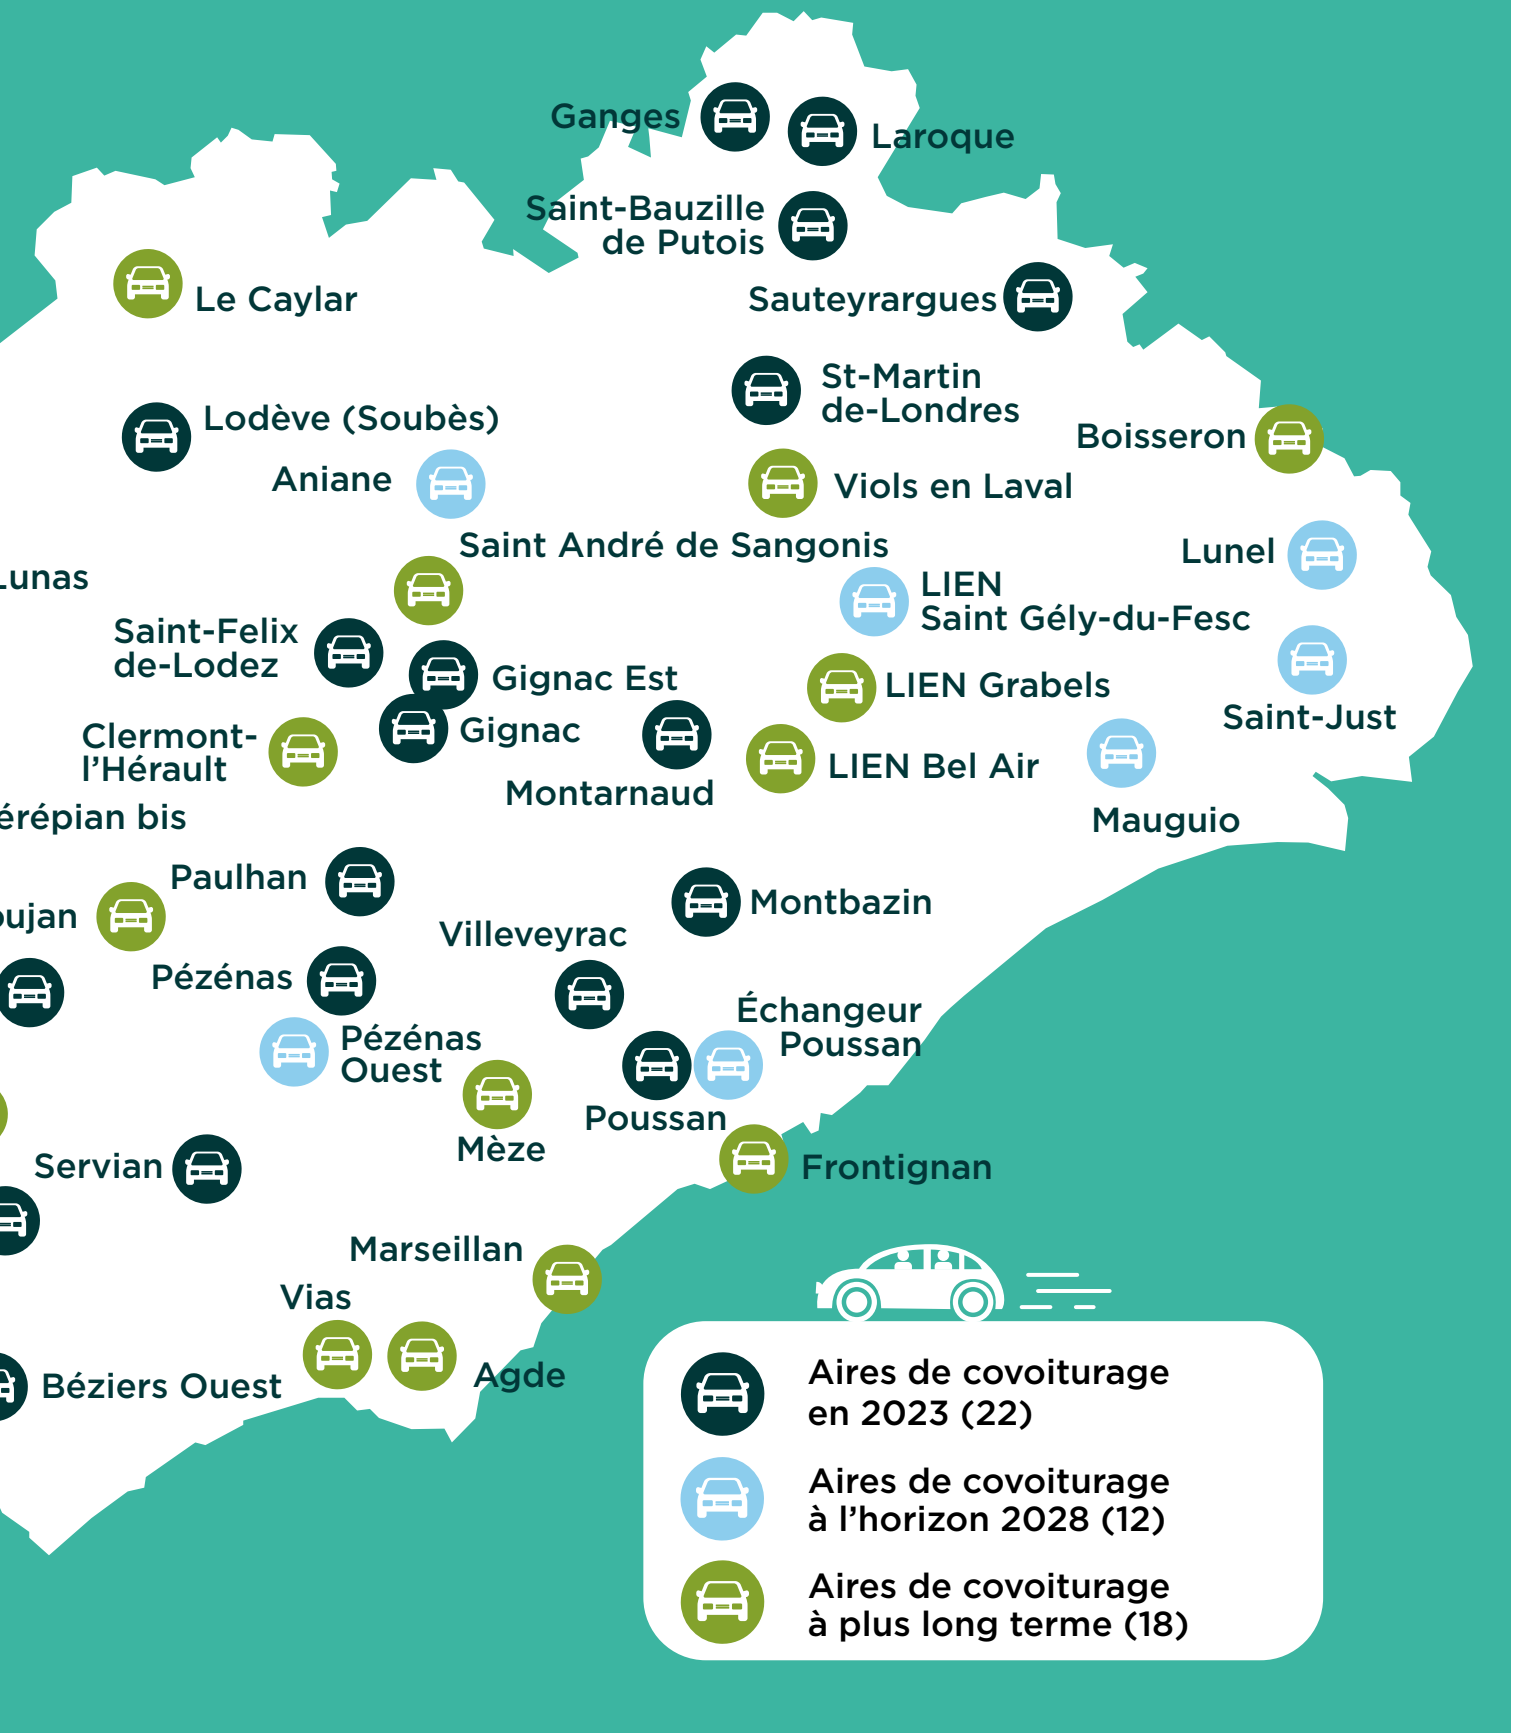 Ganges
Laroque
Saint-Bauzille
de Putois
Le Caylar
Sauteyrargues
St-Martin
de-Londres
Lodève (Soubès)
Boisseron
Aniane
Viols en Laval
Saint André de Sangonis
Lunel
Lunas
LIEN
Saint Gély-du-Fesc
Saint-Felix
de-Lodez
Gignac Est
LIEN Grabels
Saint-Just
Clermont-
l'Hérault
Gignac
LIEN Bel Air
Montarnaud
érépian bis
Mauguio
Paulhan
Montbazin
oujan
Villeveyrac
Pézénas
Échangeur
Poussan
Pézénas
Ouest
Poussan
Mèze
Servian
Frontignan
Marseillan
Vias
Agde
Béziers Ouest
Aires de covoiturage
en 2023 (22)
Aires de covoiturage
à l'horizon 2028 (12)
Aires de covoiturage
à plus long terme (18)